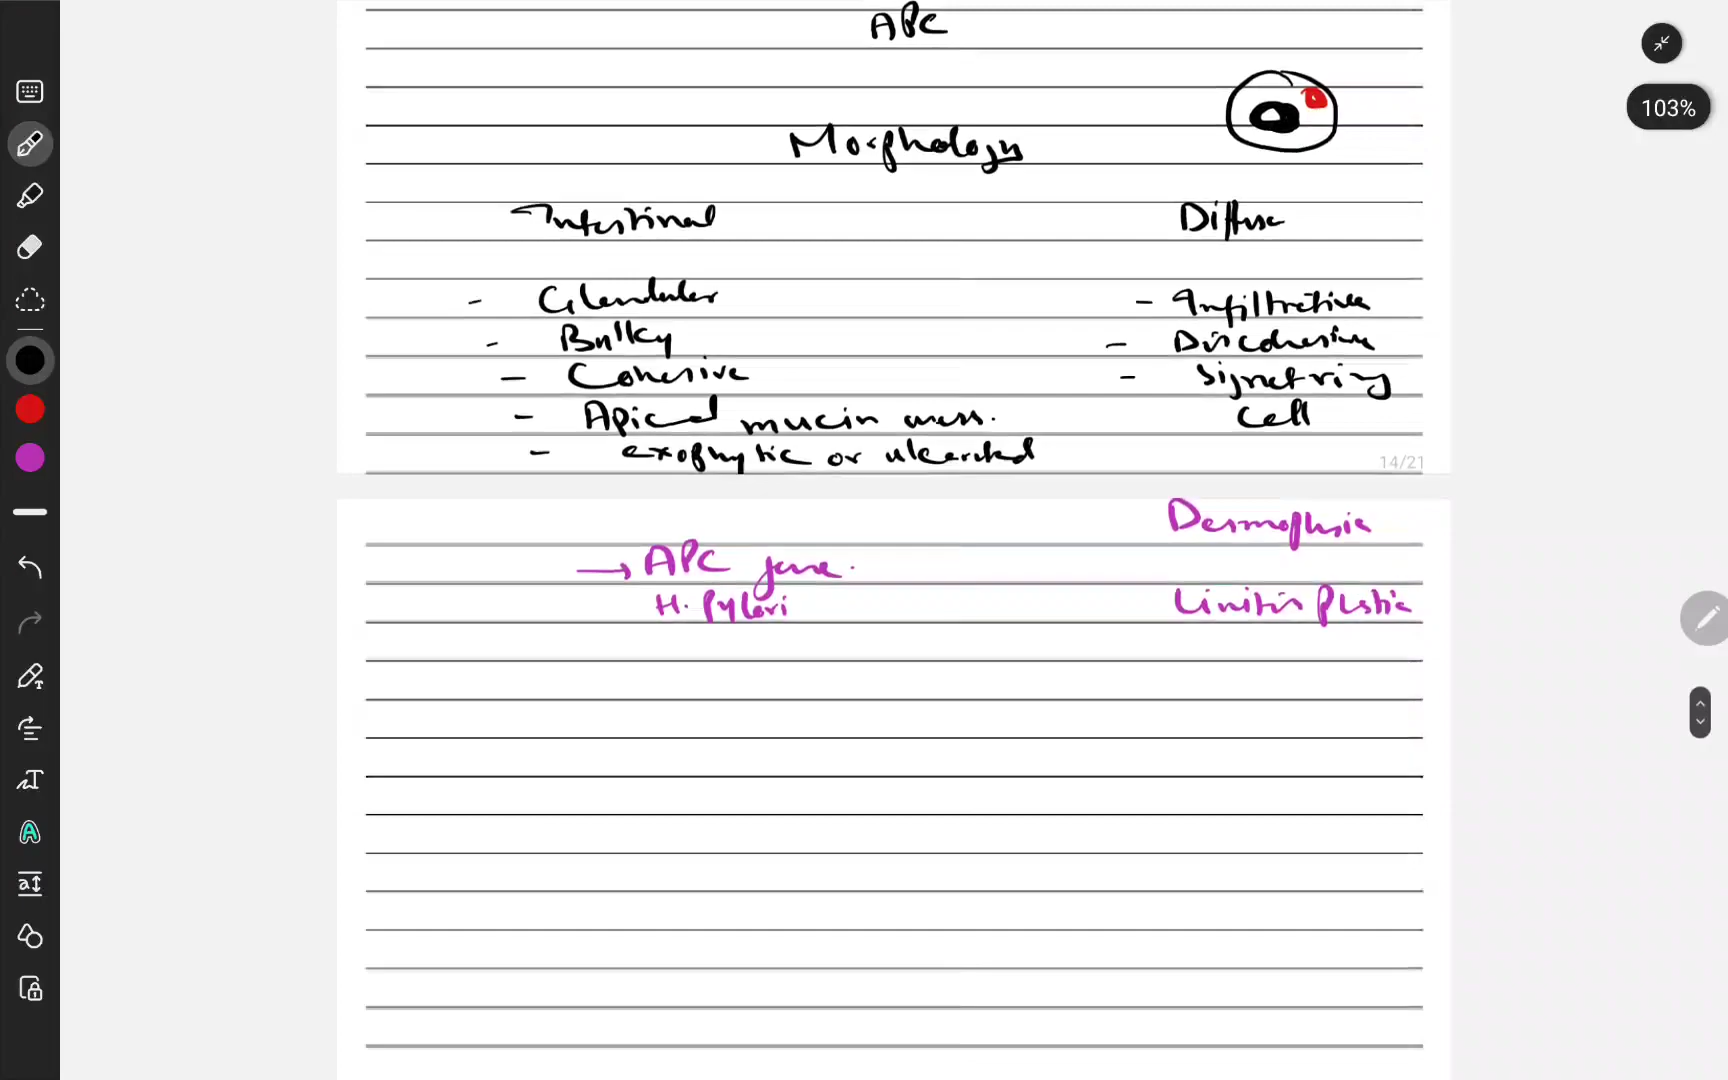 APC
103%
Morphology
Intestinal Diffuse
- Glandular - Infiltrative
- Bulky - Discohesive
- Cohesive - Signet ring
- Apical mucin cell
- exophytic or ulcerated
14/21
Desmoplasia
→ APC gene.
H. Pylori Linitis Plastic